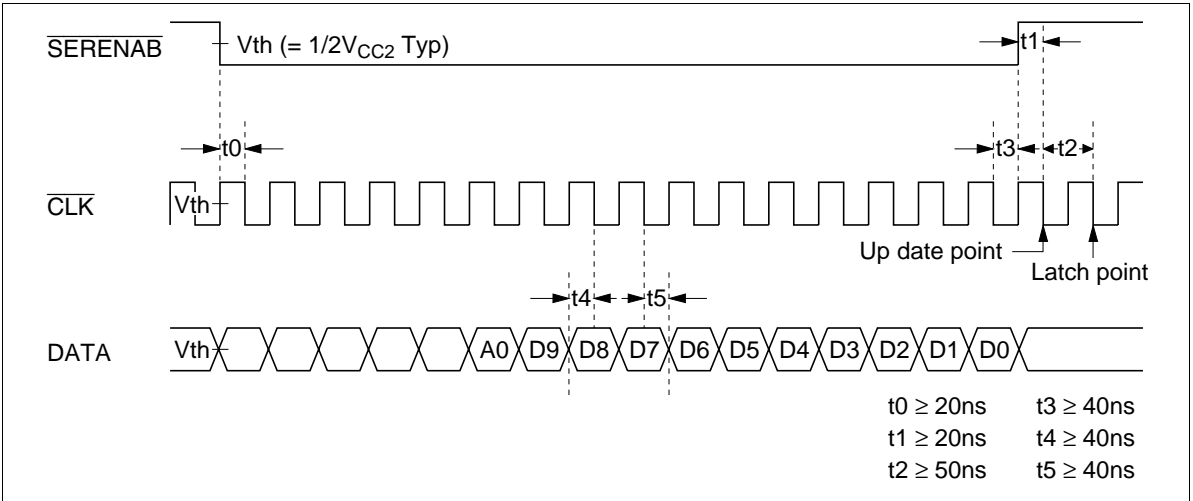 SERENAB
Vth (= 1/2VCC2 Typ)
t1
t0
t3
t2
CLK
Vth
Up date point
Latch point
t4
t5
DATA
Vth
A0 D9 D8 D7 D6 D5 D4 D3 D2 D1 D0
t0 ≥ 20ns t3 ≥ 40ns
t1 ≥ 20ns t4 ≥ 40ns
t2 ≥ 50ns t5 ≥ 40ns